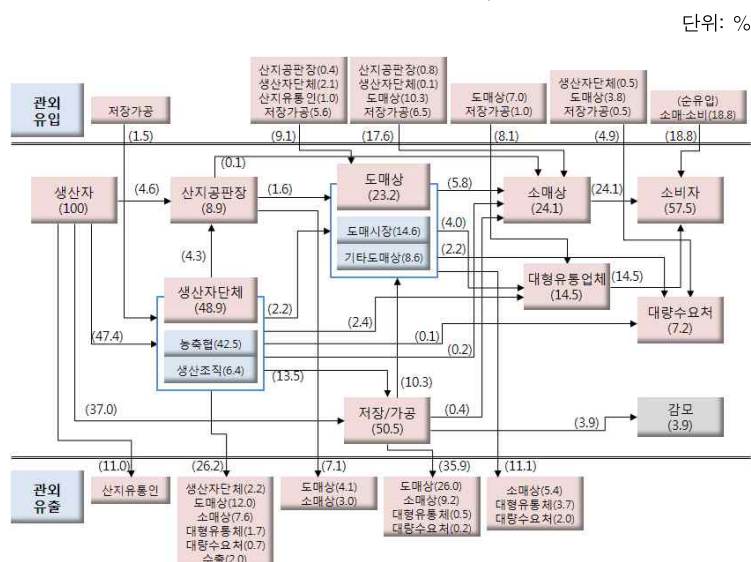 단위: %
관외
유입
저장가공
산지공판장(0.4)
생산자단체(2.1)
산지유통인(1.0)
저장가공(5.6)
산지공판장(0.8)
생산자단체(0.1)
도매상(10.3)
저장가공(6.5)
도매상(7.0)
저장가공(1.0)
생산자단체(0.5)
도매상(3.8)
저장가공(0.5)
(순유입)
소매·소비(18.8)
(1.5)
(9.1)
(17.6)
(8.1)
(4.9)
(18.8)
(0.1)
생산자
(100)
(4.6)
산지공판장
(8.9)
(1.6)
도매상
(23.2)
(5.8)
소매상
(24.1)
(24.1)
소비자
(57.5)
도매시장(14.6)
기타도매상(8.6)
(4.0)
(2.2)
(4.3)
생산자단체
(48.9)
(2.2)
대형유통업체
(14.5)
(14.5)
대량수요처
(7.2)
(47.4)
농축협(42.5)
생산조직(6.4)
(2.4)
(0.1)
(0.2)
(13.5)
(10.3)
(37.0)
저장/가공
(50.5)
(0.4)
(3.9)
감모
(3.9)
(11.0)
(26.2)
(7.1)
(35.9)
(11.1)
관외
유출
산지유통인
생산자단체(2.2)
도매상(12.0)
소매상(7.6)
대형유통체(1.7)
대량수요처(0.7)
수출(2.0)
도매상(4.1)
소매상(3.0)
도매상(26.0)
소매상(9.2)
대형유통체(0.5)
대량수요처(0.2)
소매상(5.4)
대형유통체(3.7)
대량수요처(2.0)